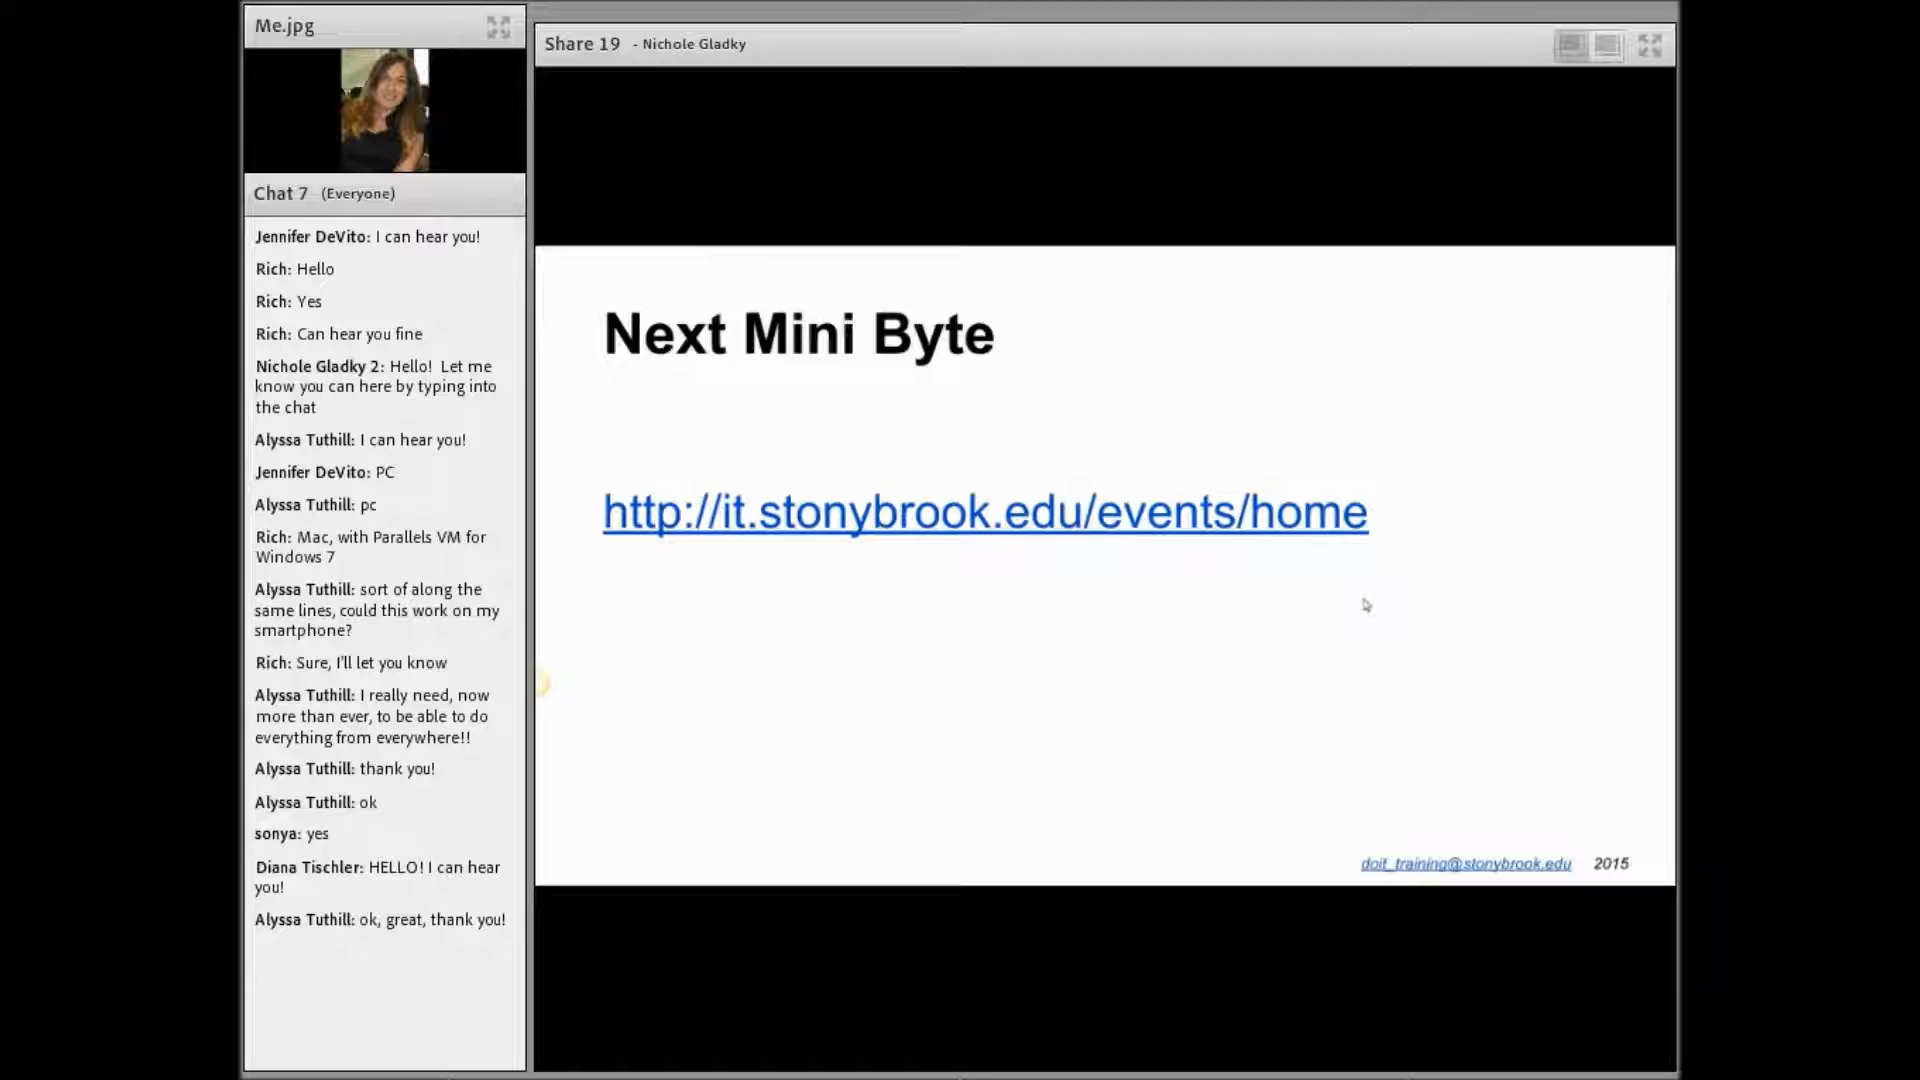 Me.jpg
Chat 7 (Everyone)
Jennifer DeVito: I can hear you!
Rich: Hello
Rich: Yes
Rich: Can hear you fine
Nichole Gladky 2: Hello! Let me
know you can here by typing into
the chat
Alyssa Tuthill: I can hear you!
Jennifer DeVito: PC
Alyssa Tuthill: pc
Rich: Mac, with Parallels VM for
Windows 7
Alyssa Tuthill: sort of along the
same lines, could this work on my
smartphone?
Rich: Sure, I'll let you know
Alyssa Tuthill: I really need, now
more than ever, to be able to do
everything from everywhere!!
Alyssa Tuthill: thank you!
Alyssa Tuthill: ok
sonya: yes
Diana Tischler: HELLO! I can hear
you!
Alyssa Tuthill: ok, great, thank you!
Share 19 - Nichole Gladky
Next Mini Byte
http://it.stonybrook.edu/events/home
doit_training@stonybrook.edu 2015